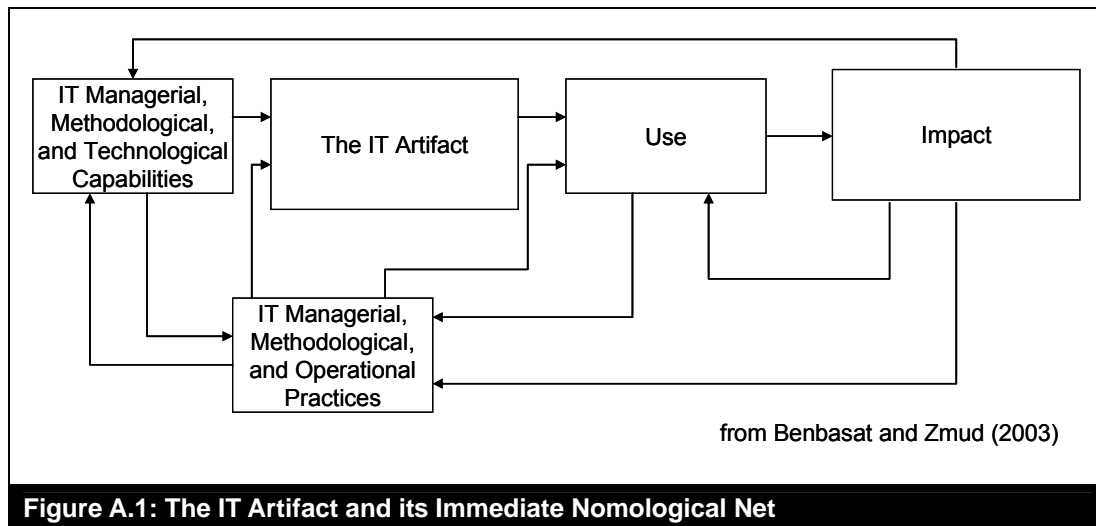 IT Managerial,
Methodological,
and Technological
Capabilities
The IT Artifact
Use
Impact
IT Managerial,
Methodological,
and Operational
Practices
from Benbasat and Zmud (2003)
Figure A.1: The IT Artifact and its Immediate Nomological Net